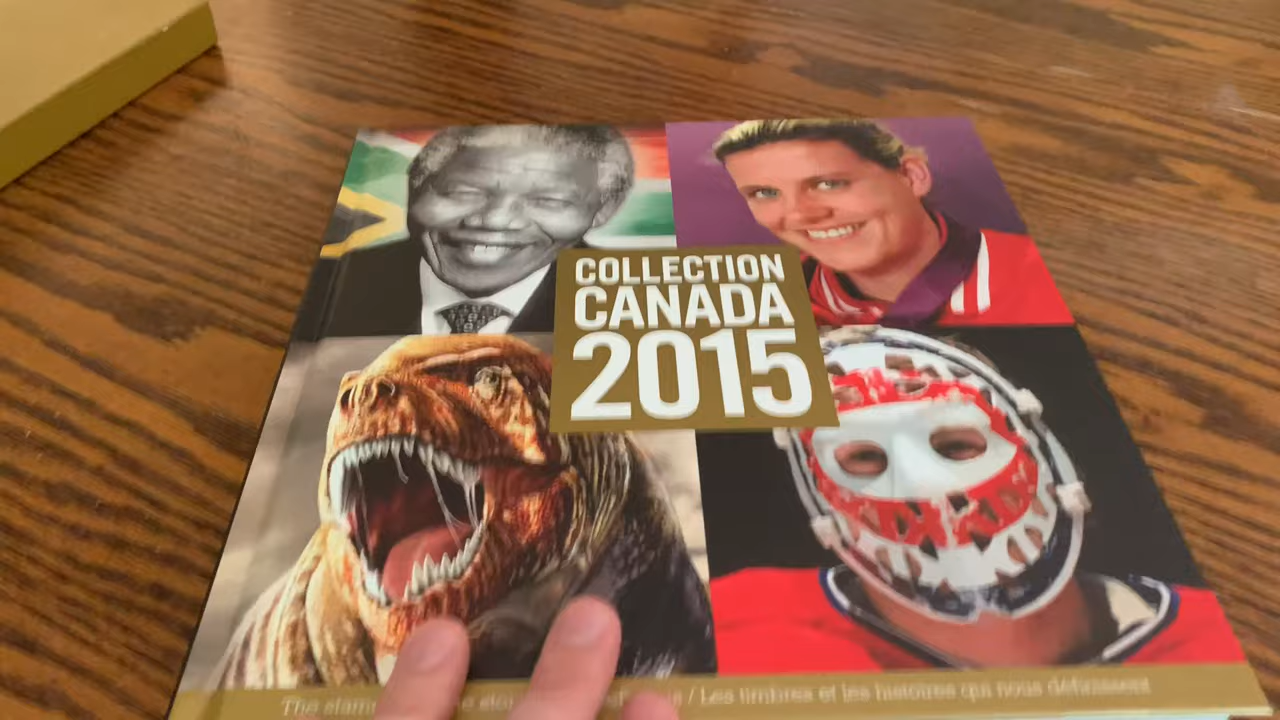 COLLECTION
CANADA
2015
The stam / Les timbres et les histoires qui nous définissent